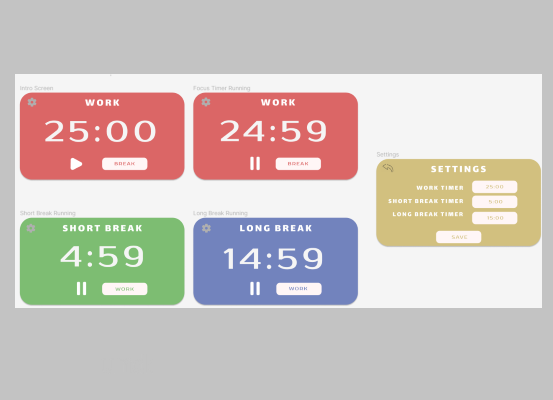 Intro Screen
WORK
25:00
BREAK
Focus Timer Running
WORK
24:59
BREAK
Short Break Running
SHORT BREAK
4:59
WORK
Long Break Running
LONG BREAK
14:59
WORK
Settings
SETTINGS
WORK TIMER 25:00
SHORT BREAK TIMER 5:00
LONG BREAK TIMER 15:00
SAVE